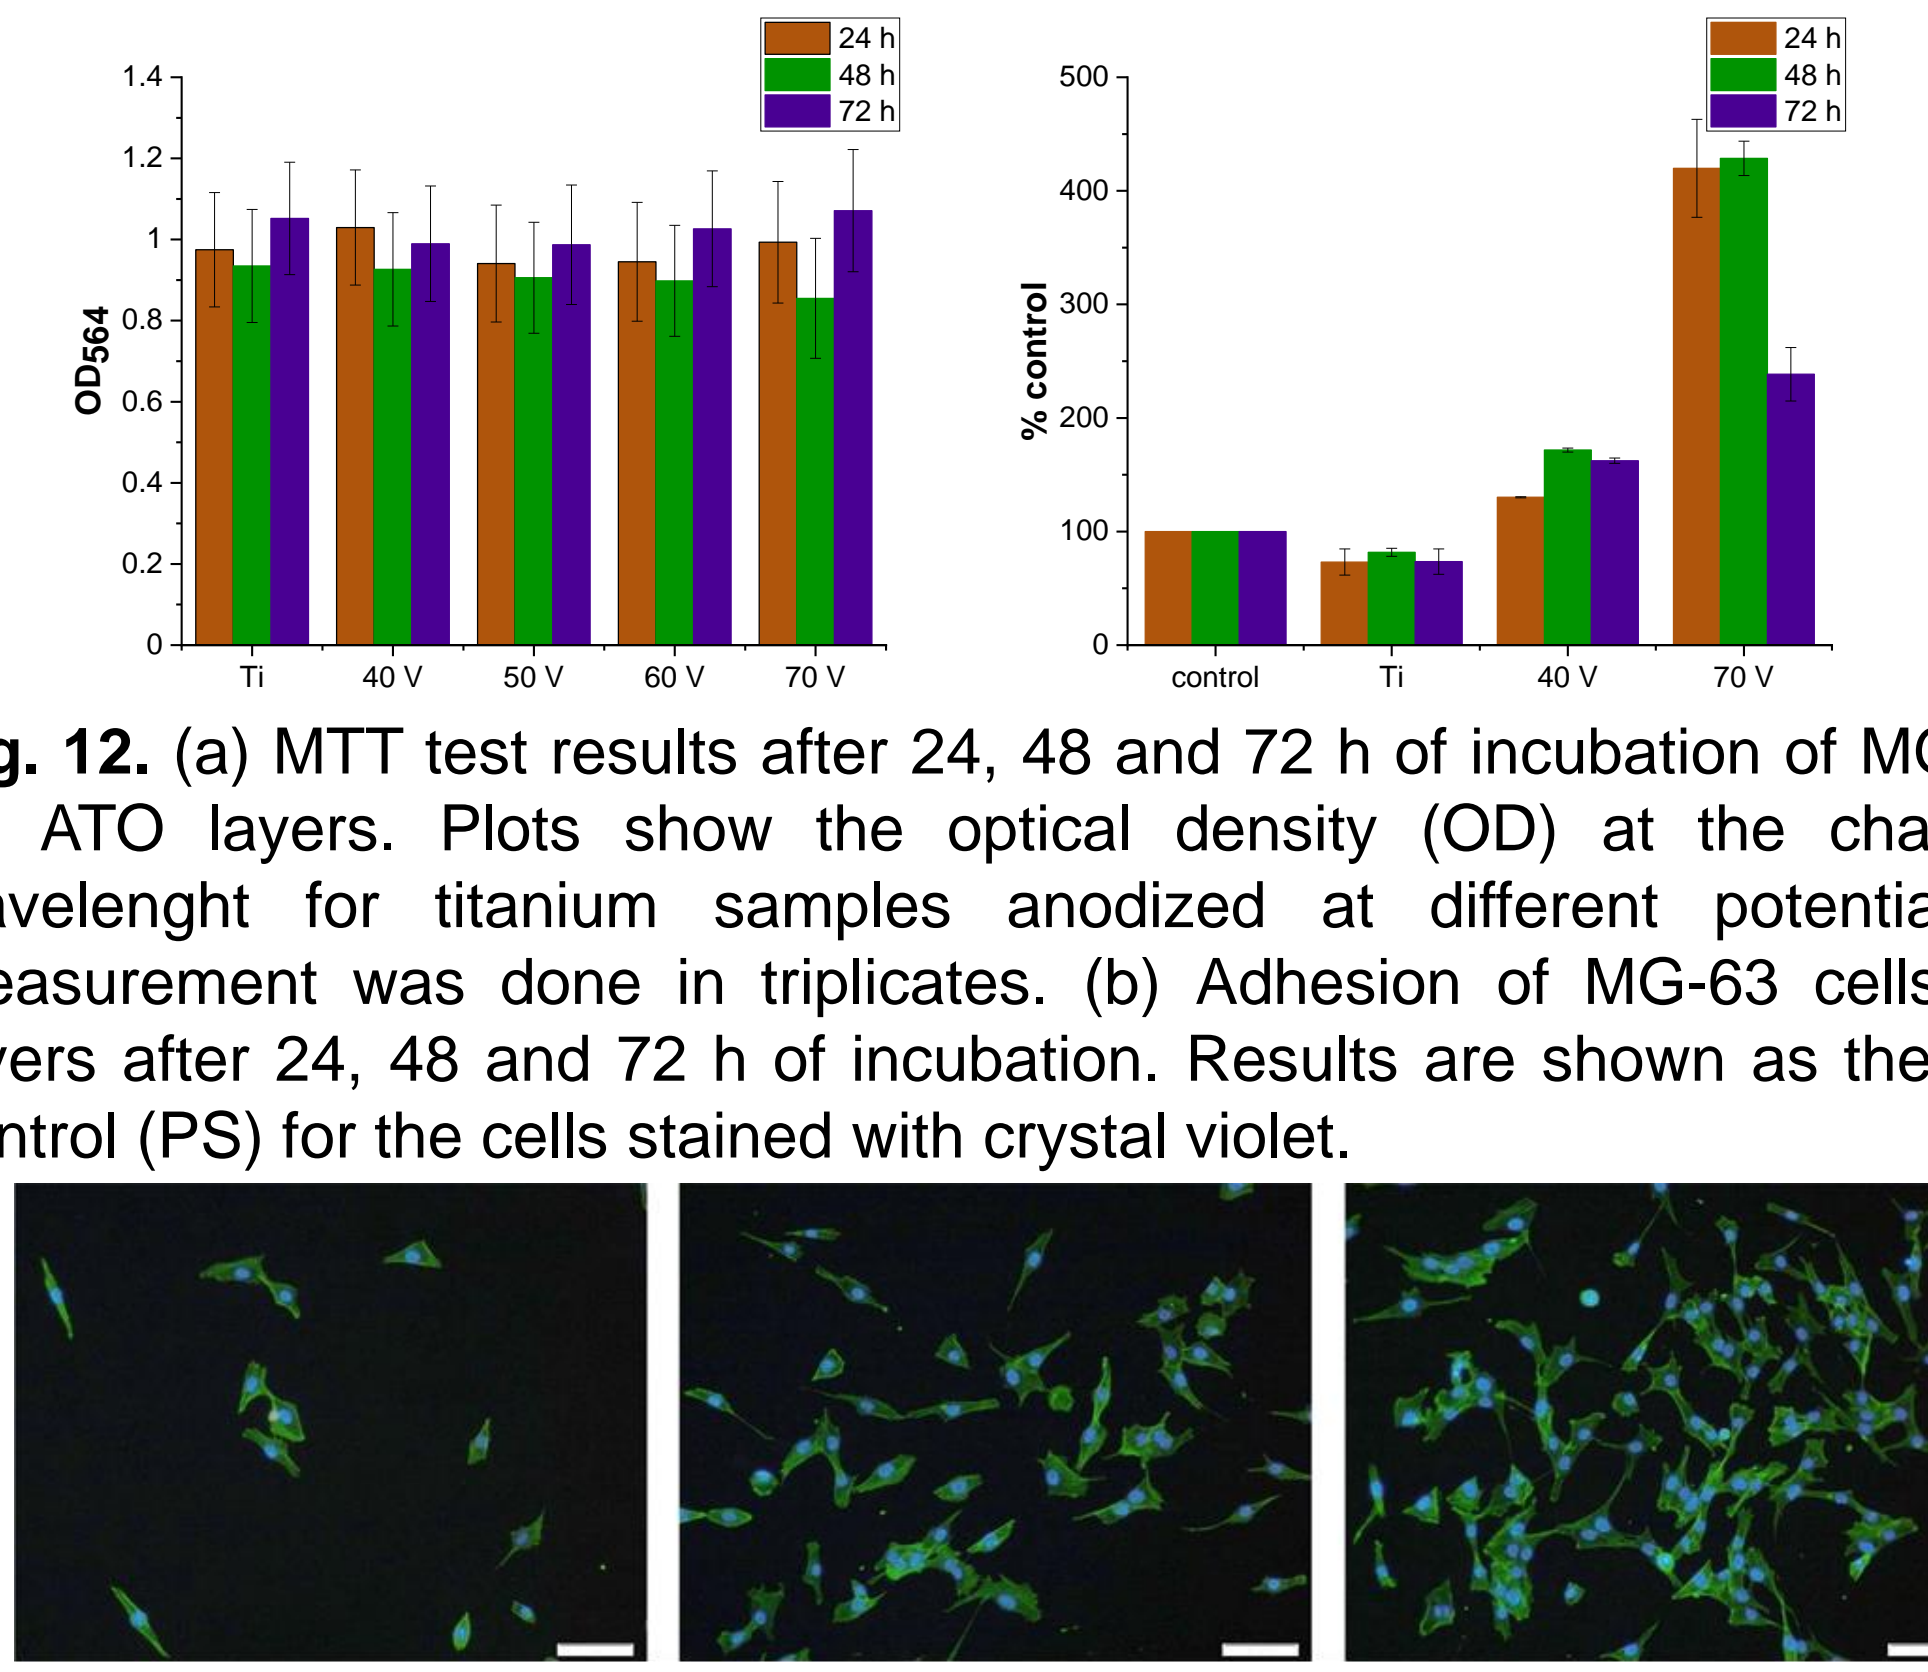 24 h
48 h
72 h
1.4
1.2
1
0.8
0.6
0.4
0.2
0
OD564
Ti 40 V 50 V 60 V 70 V
24 h
48 h
72 h
500
400
300
200
100
0
% control
control Ti 40 V 70 V
g. 12. (a) MTT test results after 24, 48 and 72 h of incubation of
ATO layers. Plots show the optical density (OD) at the cha
avelenght for titanium samples anodized at different potentia
easurement was done in triplicates. (b) Adhesion of MG-63 cells
yers after 24, 48 and 72 h of incubation. Results are shown as the
ntrol (PS) for the cells stained with crystal violet.